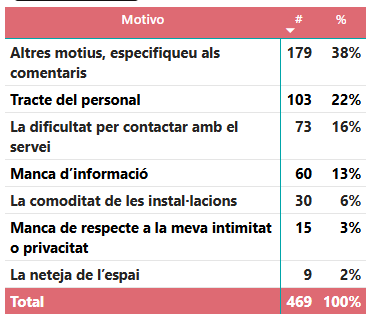 Motivo # %
Altres motius, especifiqueu als 179 38%
comentaris
Tracte del personal 103 22%
La dificultat per contactar amb el 73 16%
servei
Manca d´informació 60 13%
La comoditat de les instal·lacions 30 6%
Manca de respecte a la meva intimitat 15 3%
o privacitat
La neteja de l´espai 9 2%
Total 469 100%